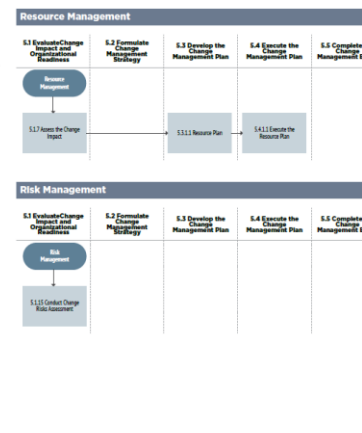 Resource Management
5.1 EvaluateChange
Impact and
Organizational
Readiness
5.2 Formulate
Change
Management
Strategy
5.3 Develop the
Change
Management Plan
5.4 Execute the
Change
Management Plan
5.5 Complete
Change
Management E
Resource
Management
5.1.7 Assess the Change
Impact
5.3.1.1 Resource Plan
5.4.1.1 Execute the
Resource Plan
Risk Management
5.1 EvaluateChange
Impact and
Organizational
Readiness
5.2 Formulate
Change
Management
Strategy
5.3 Develop the
Change
Management Plan
5.4 Execute the
Change
Management Plan
5.5 Complete
Change
Management E
Risk
Management
5.1.15 Conduct Change
Risks Assessment